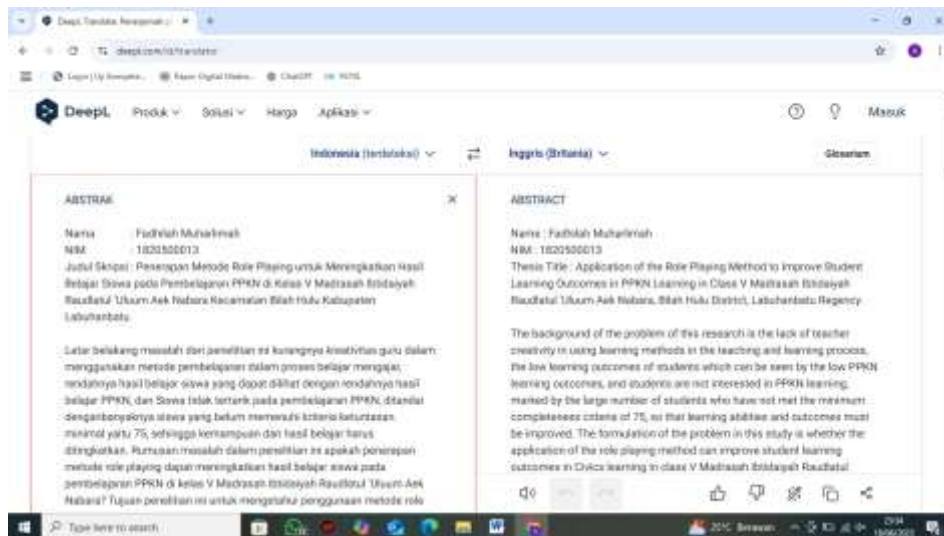 DeepL Translate: Penerjemah
deepl.com/id/translator
ChatGPT
DeepL Produk Solusi Harga Aplikasi Masuk
Indonesia (terdeteksi) Inggris (Britania) Glosarium
ABSTRAK
Nama : Fadhilah Muharlimah
NIM : 1820500013
Judul Skripsi : Penerapan Metode Role Playing untuk Meningkatkan Hasil
Belajar Siswa pada Pembelajaran PPKN di Kelas V Madrasah Ibtidaiyah
Raudlatul 'Uluum Aek Nabara Kecamatan Bilah Hulu Kabupaten
Labuhanbatu
Latar belakang masalah dari penelitian ini kurangnya kreativitas guru dalam
menggunakan metode pembelajaran dalam proses belajar mengajar,
rendahnya hasil belajar siswa yang dapat dilihat dengan rendahnya hasil
belajar PPKN, dan Siswa tidak tertarik pada pembelajaran PPKN, ditandai
denganbanyaknya siswa yang belum memenuhi kriteria ketuntasan
minimal yaitu 75, sehingga kemampuan dan hasil belajar harus
ditingkatkan. Rumusan masalah dalam penelitian ini apakah penerapan
metode role playing dapat meningkatkan hasil belajar siswa pada
pembelajaran PPKN di kelas V Madrasah Ibtidaiyah Raudlotul 'Uluum Aek
Nabara? Tujuan penelitian ini untuk mengetahui penggunaan metode role
ABSTRACT
Name : Fadhilah Muharlimah
NIM : 1820500013
Thesis Title : Application of the Role Playing Method to Improve Student
Learning Outcomes in PPKN Learning in Class V Madrasah Ibtidaiyah
Raudlatul 'Uluum Aek Nabara, Bilah Hulu District, Labuhanbatu Regency
The background of the problem of this research is the lack of teacher
creativity in using learning methods in the teaching and learning process,
the low learning outcomes of students which can be seen by the low PPKN
learning outcomes, and students are not interested in PPKN learning,
marked by the large number of students who have not met the minimum
completeness criteria of 75, so that learning abilities and outcomes must
be improved. The formulation of the problem in this study is whether the
application of the role playing method can improve student learning
outcomes in Civics learning in class V Madrasah Ibtidaiyah Raudlatul
Type here to search
Berawan